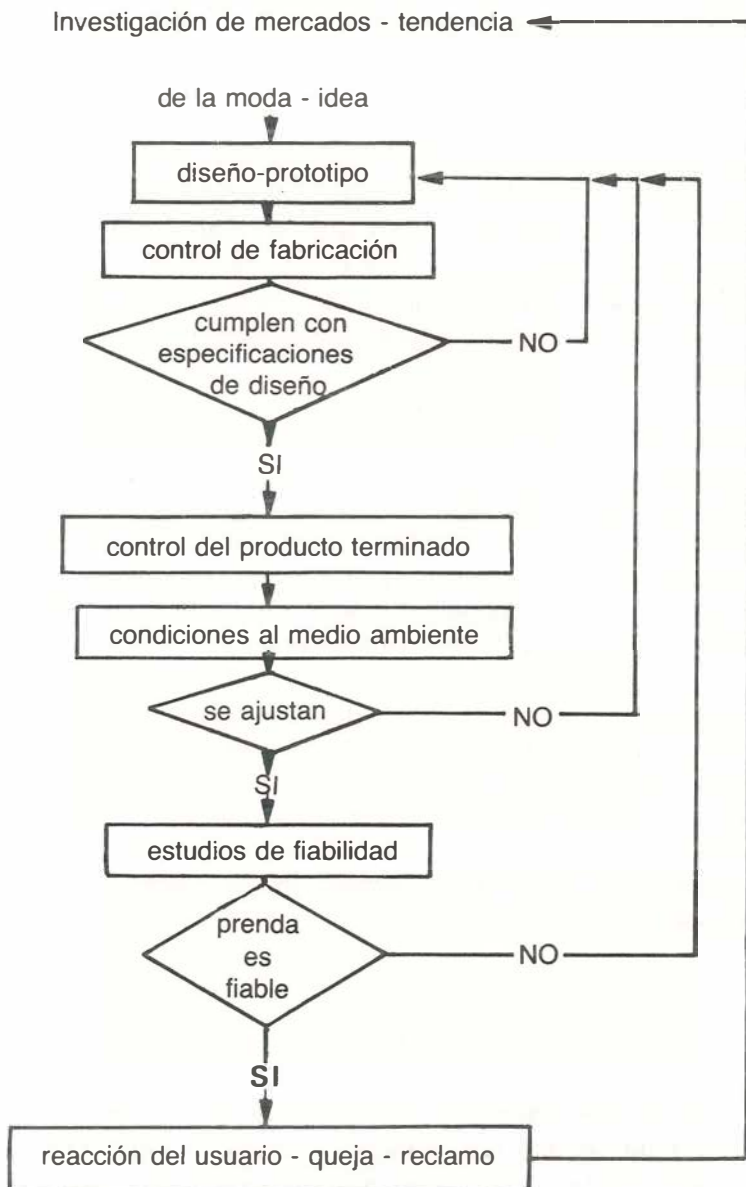 Investigación de mercados - tendencia
de la moda - idea
diseño-prototipo
control de fabricación
cumplen con
especificaciones
de diseño
NO
SI
control del producto terminado
condiciones al medio ambiente
se ajustan
NO
SI
estudios de fiabilidad
prenda
es
fiable
NO
SI
reacción del usuario - queja - reclamo